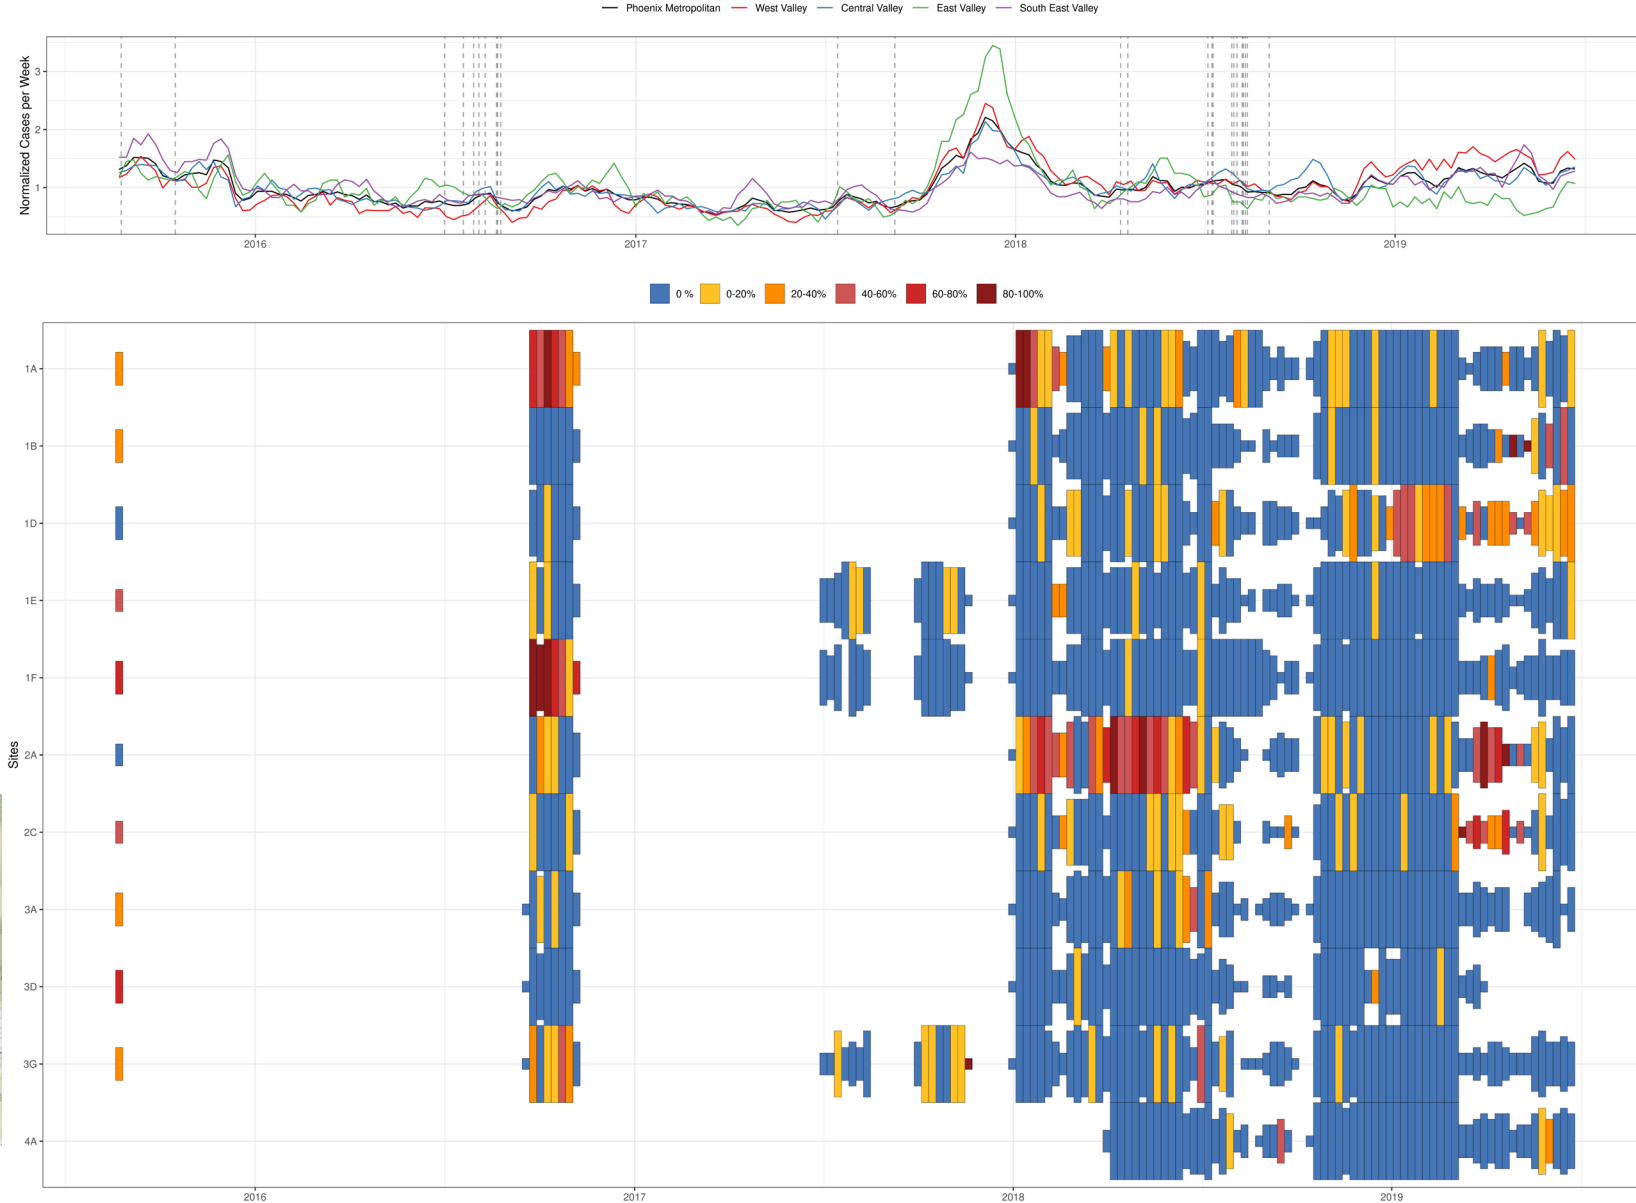 Phoenix Metropolitan West Valley Central Valley East Valley South East Valley
Normalized Cases per Week
3
2
1
2016 2017 2018 2019
0 % 0-20% 20-40% 40-60% 60-80% 80-100%
Sites
1A
1B
1D
1E
1F
2A
2C
3A
3D
3G
4A
2016 2017 2018 2019